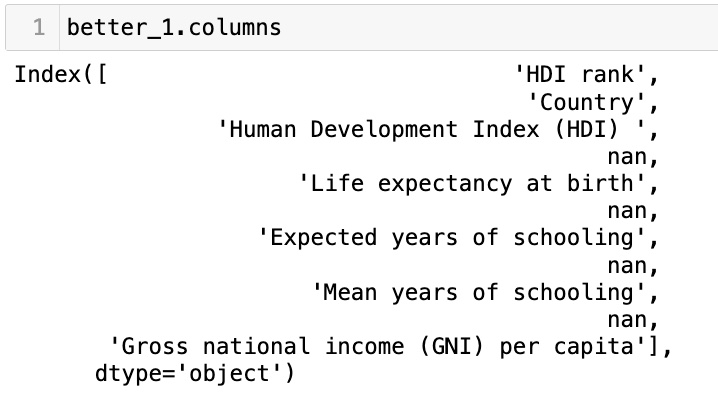 1 better_1.columns
Index([ 'HDI rank',
'Country',
'Human Development Index (HDI) ',
nan,
'Life expectancy at birth',
nan,
'Expected years of schooling',
nan,
'Mean years of schooling',
nan,
'Gross national income (GNI) per capita'],
dtype='object')